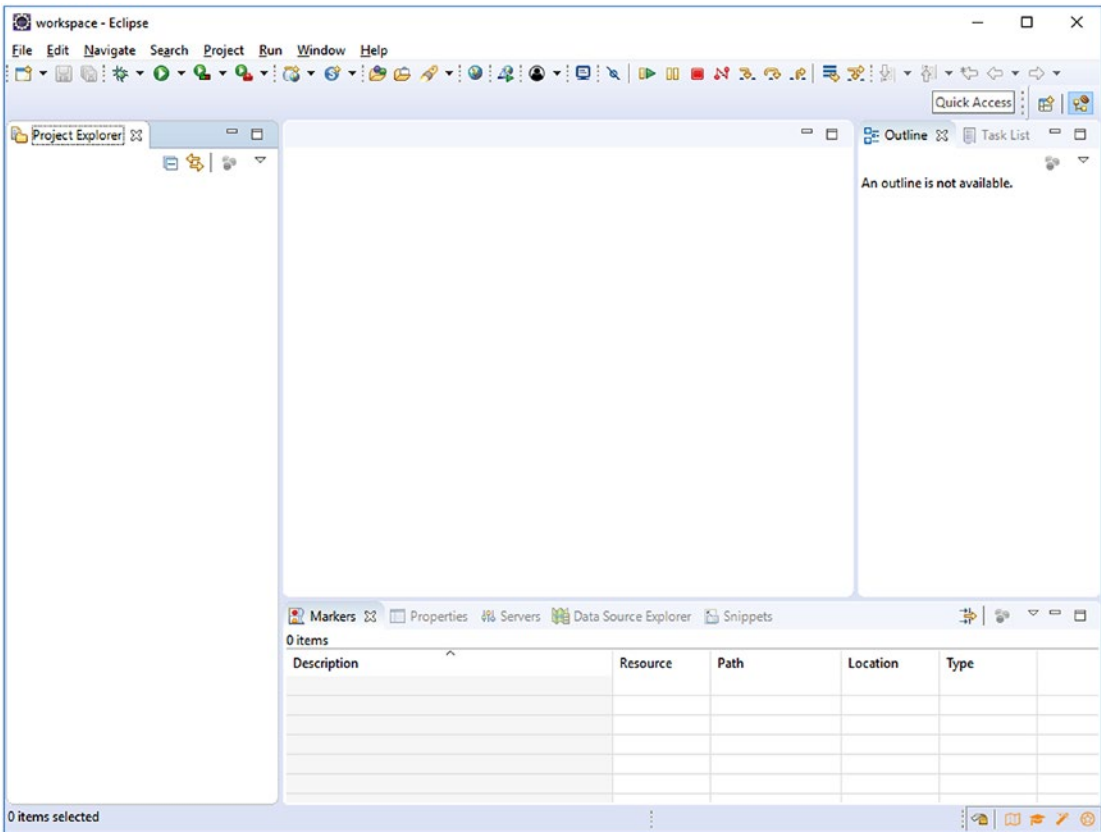 workspace - Eclipse
File Edit Navigate Search Project Run Window Help
Quick Access
Project Explorer
Outline Task List
An outline is not available.
Markers Properties Servers Data Source Explorer Snippets
0 items
Description Resource Path Location Type
0 items selected